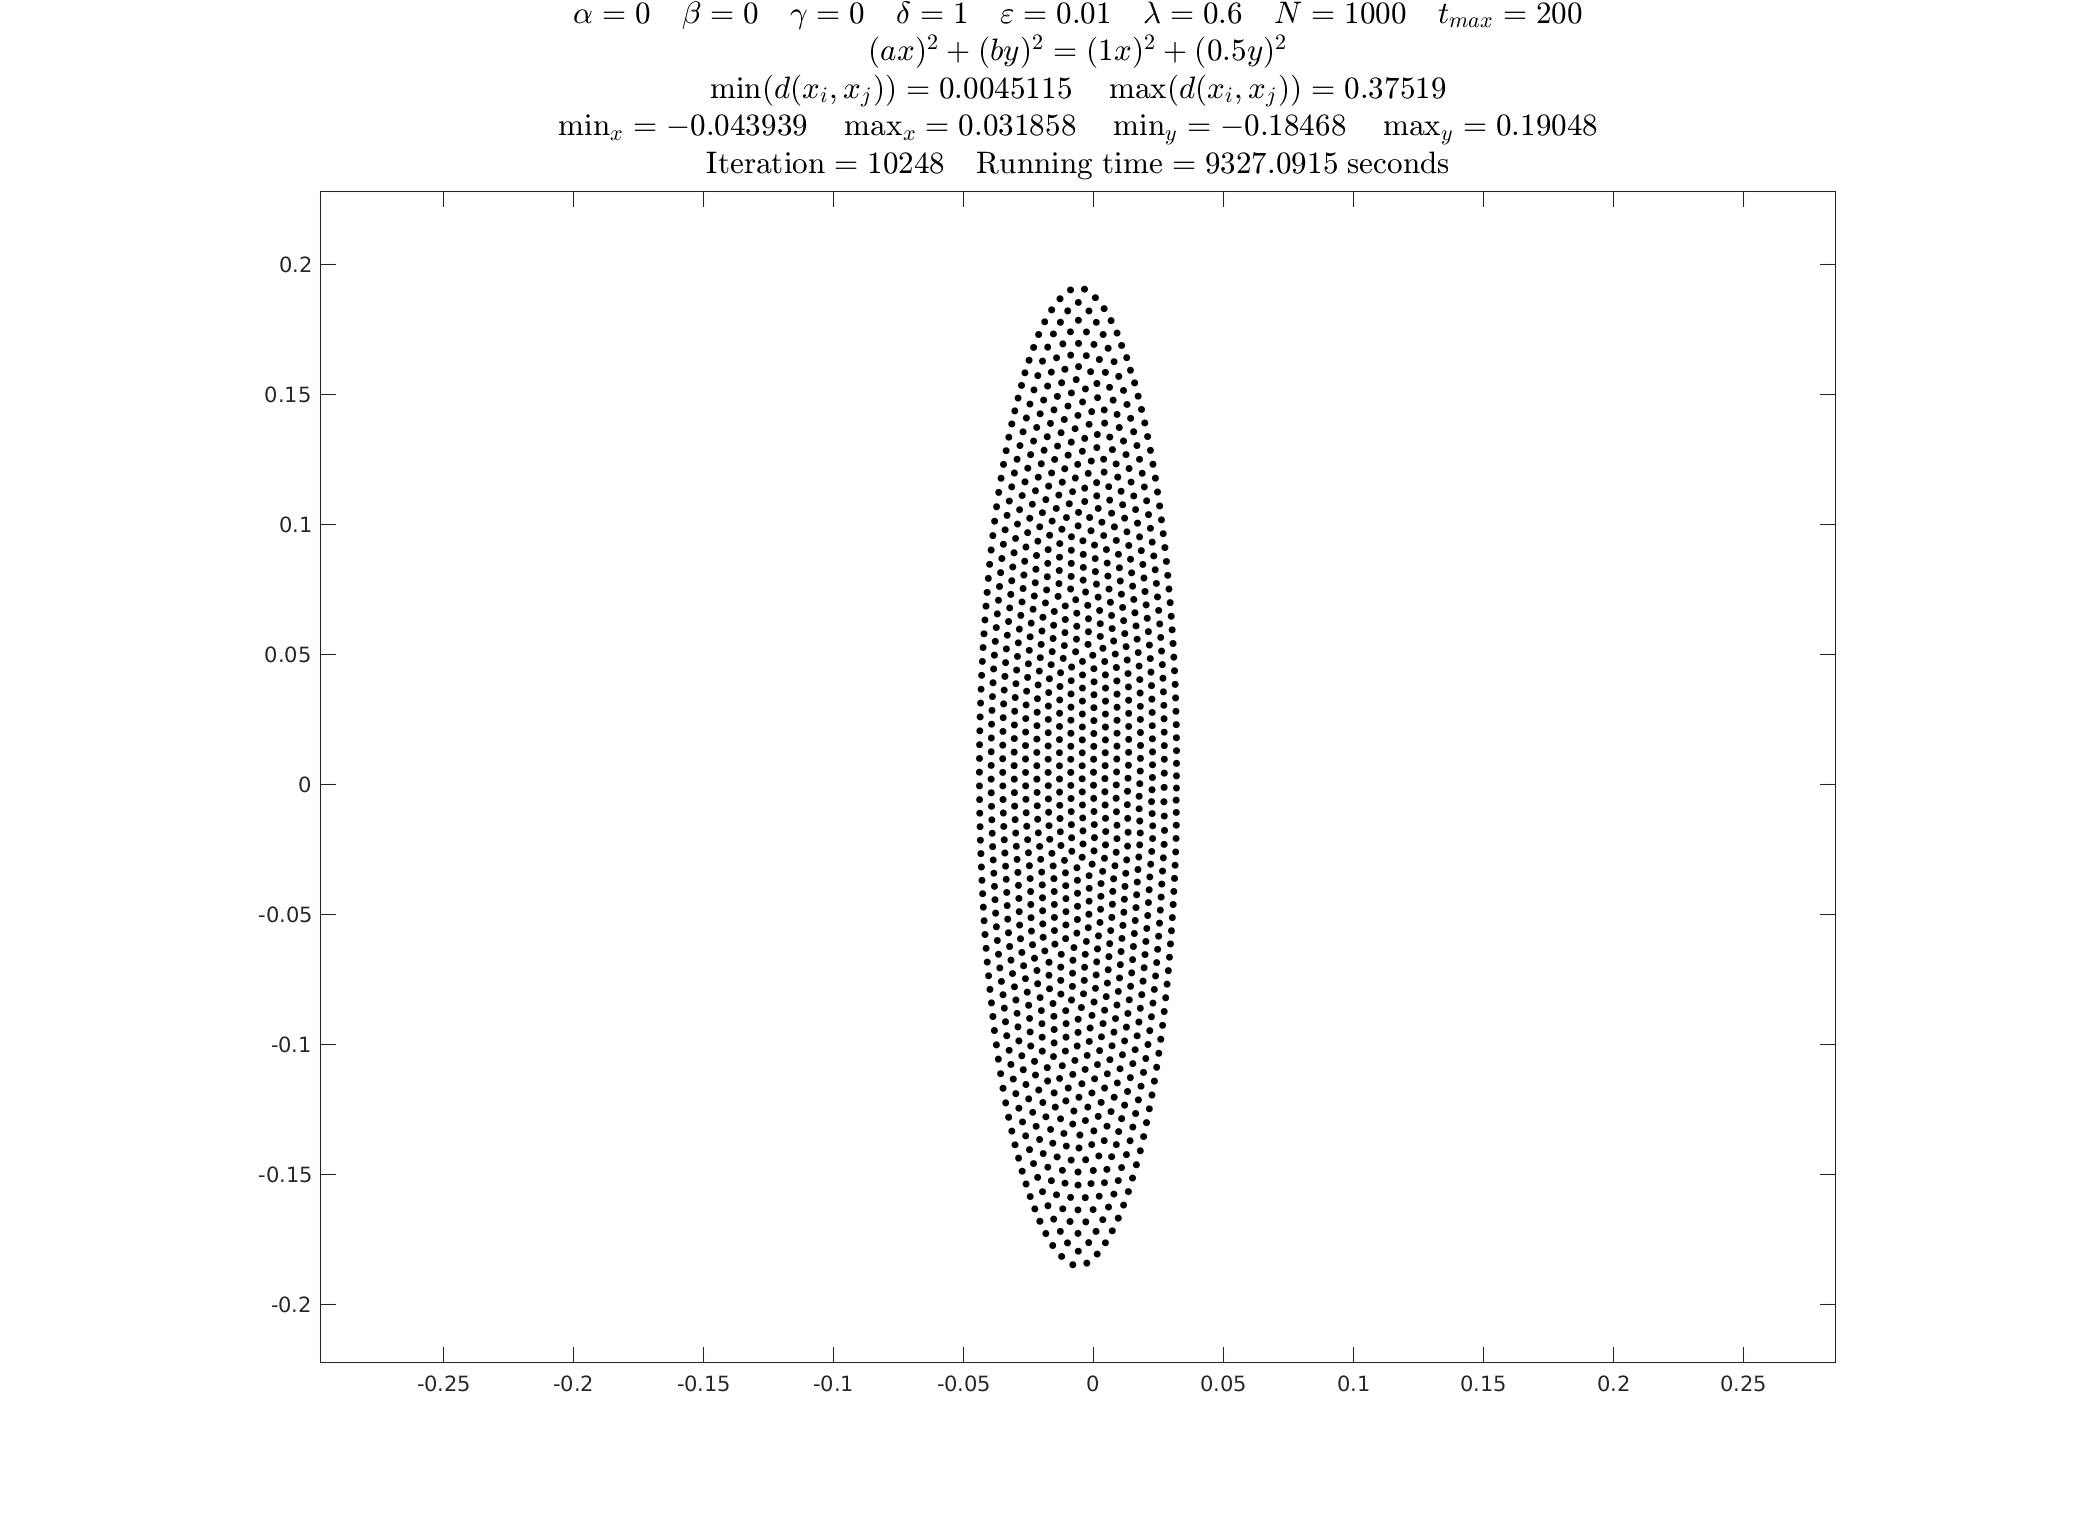 α = 0 β = 0 γ = 0 δ = 1 ε = 0.01 λ = 0.6 N = 1000 t_{max} = 200
(ax)² + (by)² = (1x)² + (0.5y)²
min(d(x_i, x_j)) = 0.0045115 max(d(x_i, x_j)) = 0.37519
min_x = −0.043939 max_x = 0.031858 min_y = −0.18468 max_y = 0.19048
Iteration = 10248 Running time = 9327.0915 seconds
0.2
0.15
0.1
0.05
0
-0.05
-0.1
-0.15
-0.2
-0.25 -0.2 -0.15 -0.1 -0.05 0 0.05 0.1 0.15 0.2 0.25